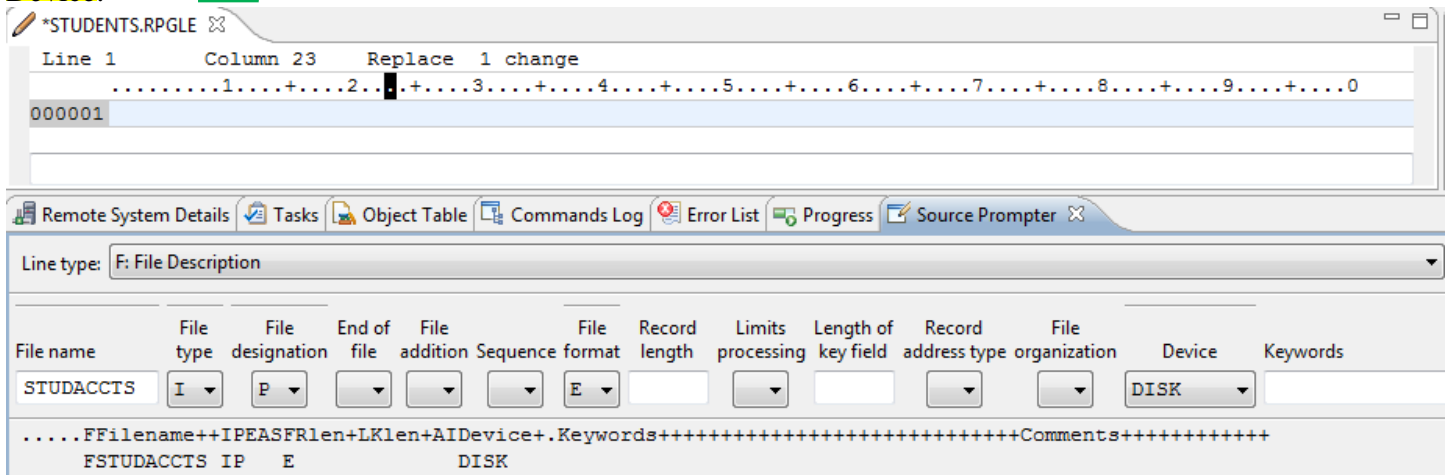 *STUDENTS.RPGLE
Line 1 Column 23 Replace 1 change
.........1....+....2....+....3....+....4....+....5....+....6....+....7....+....8....+....9....+....0
000001
Remote System Details Tasks Object Table Commands Log Error List Progress Source Prompter
Line type: F: File Description
File name File type File designation End of file File addition Sequence File format Record length Limits processing Length of key field Record address type File organization Device Keywords
STUDACCTS I P E DISK
.....FFilename++IPEASFRlen+LKlen+AIDevice+.Keywords+++++++++++++++++++++++++++++Comments++++++++++++
FSTUDACCTS IP E DISK